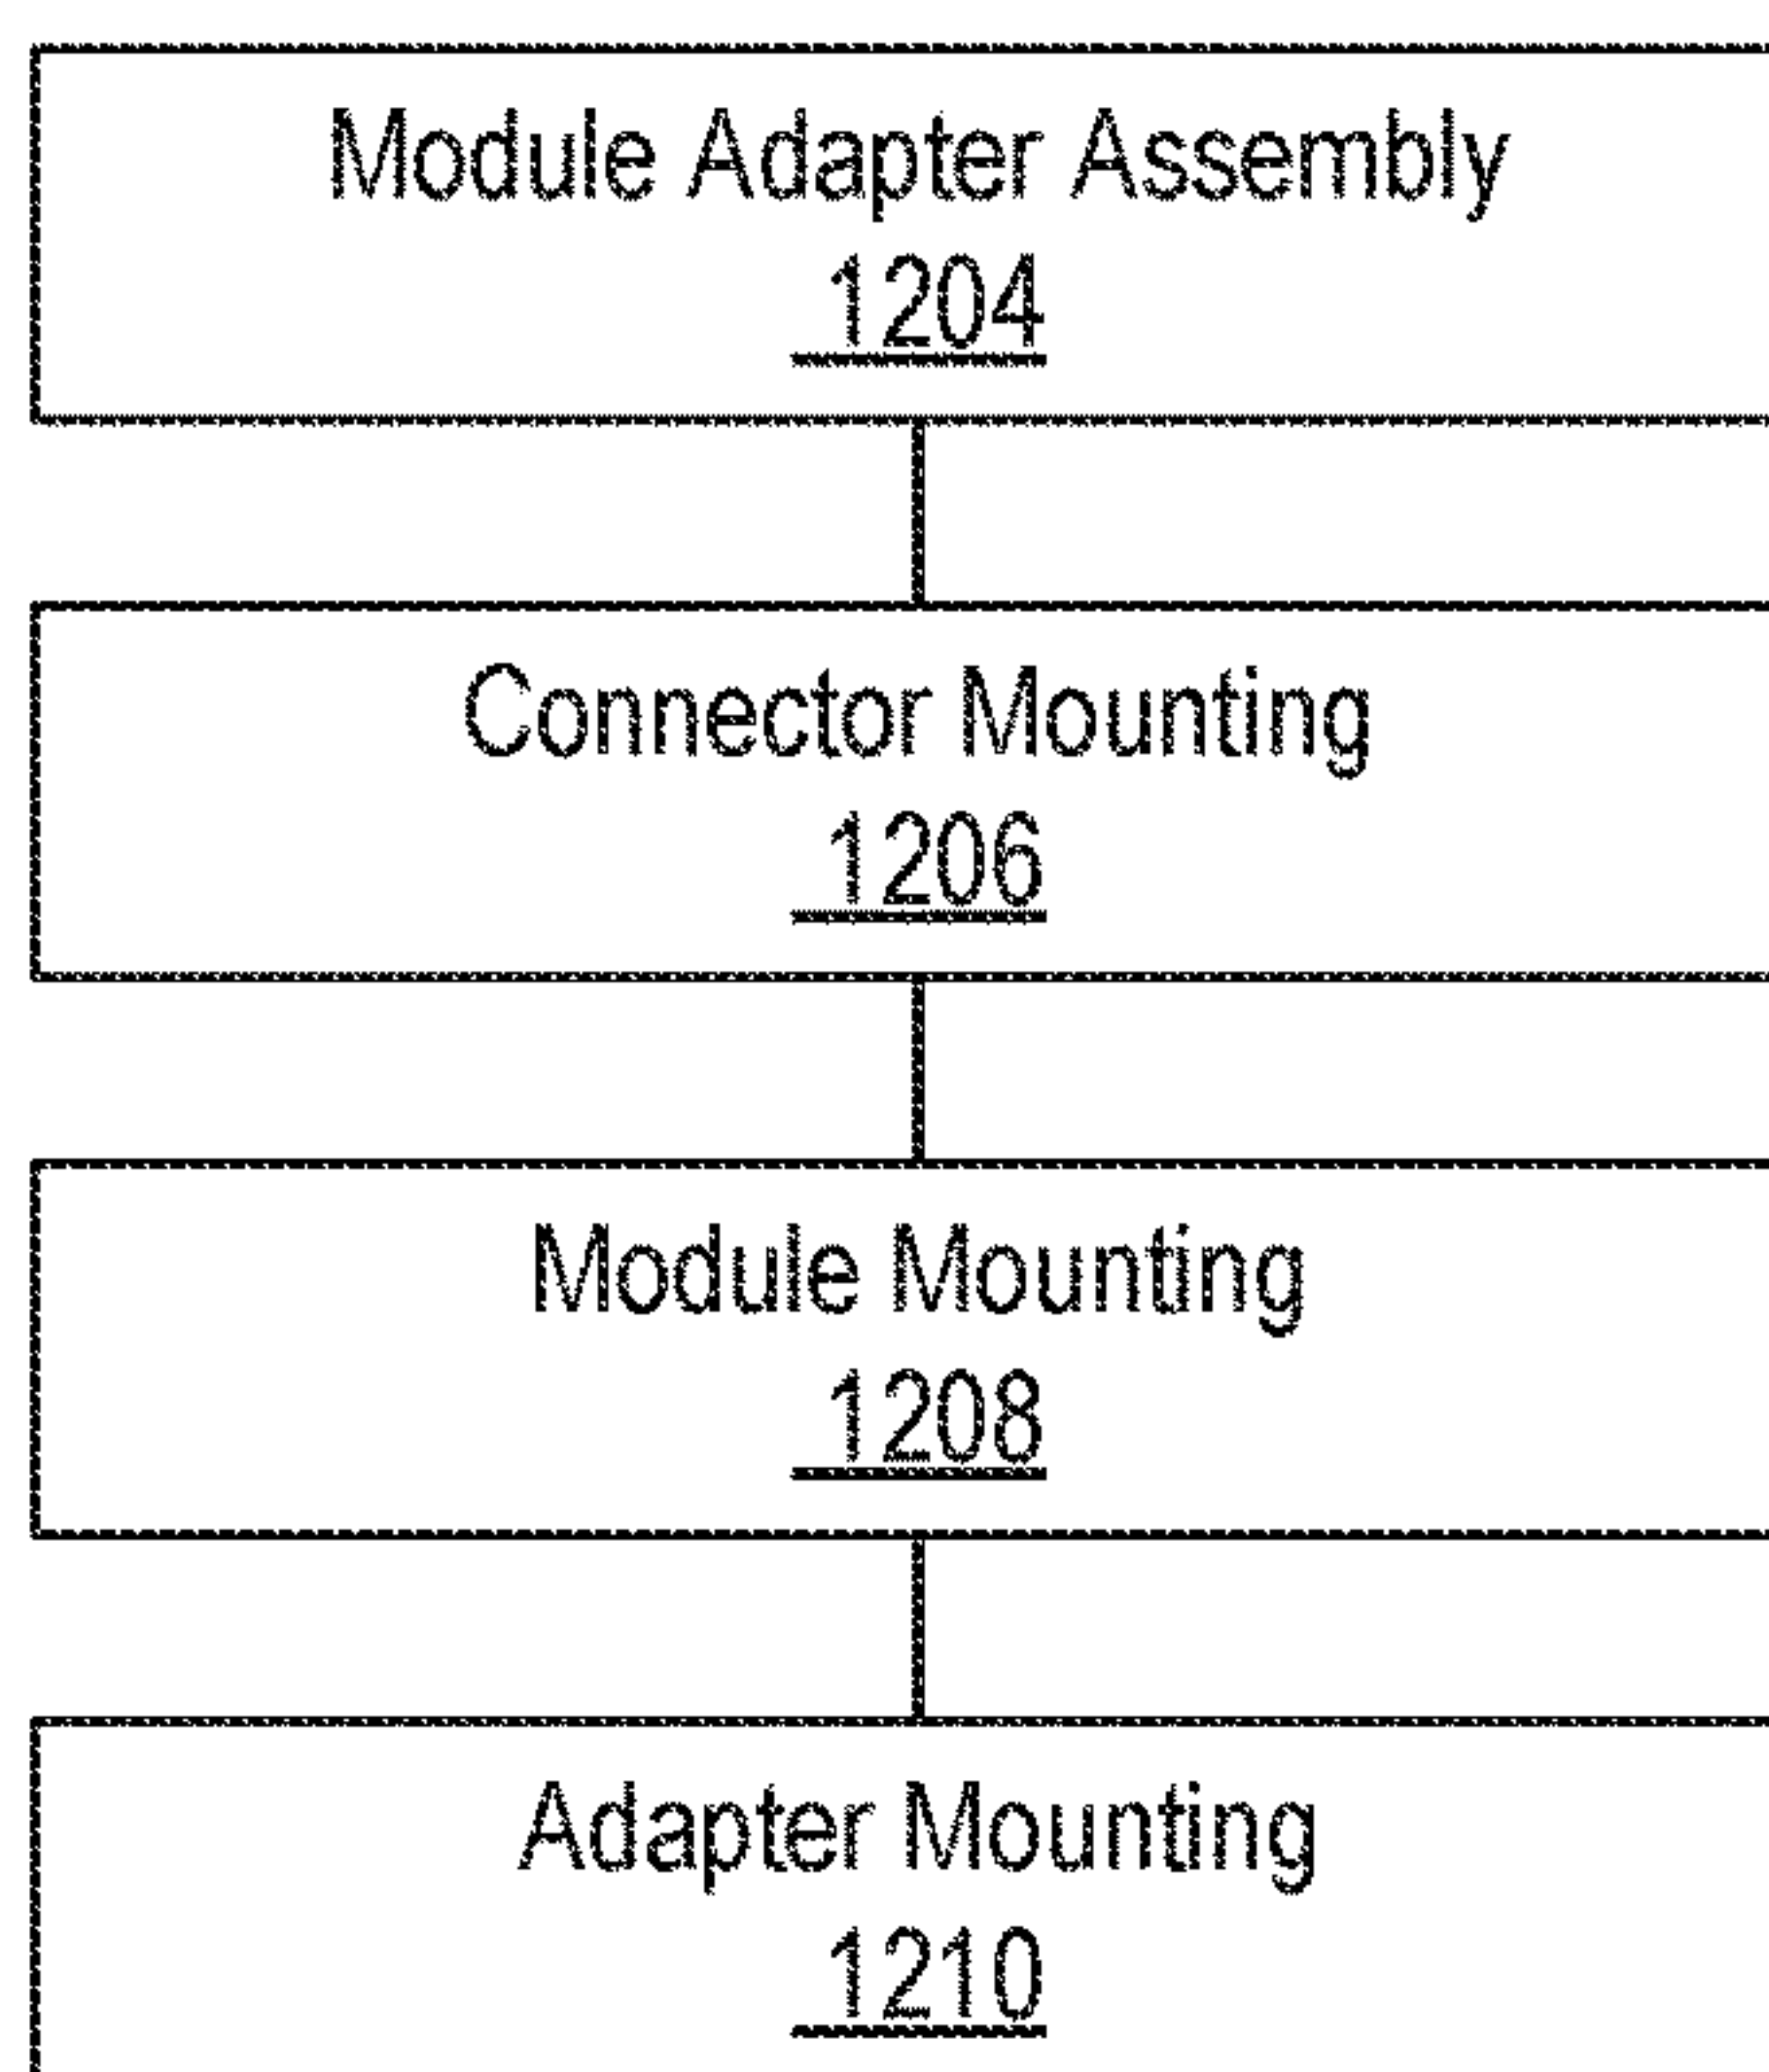 Module Adapter Assembly
1204
Connector Mounting
1206
Module Mounting
1208
Adapter Mounting
1210